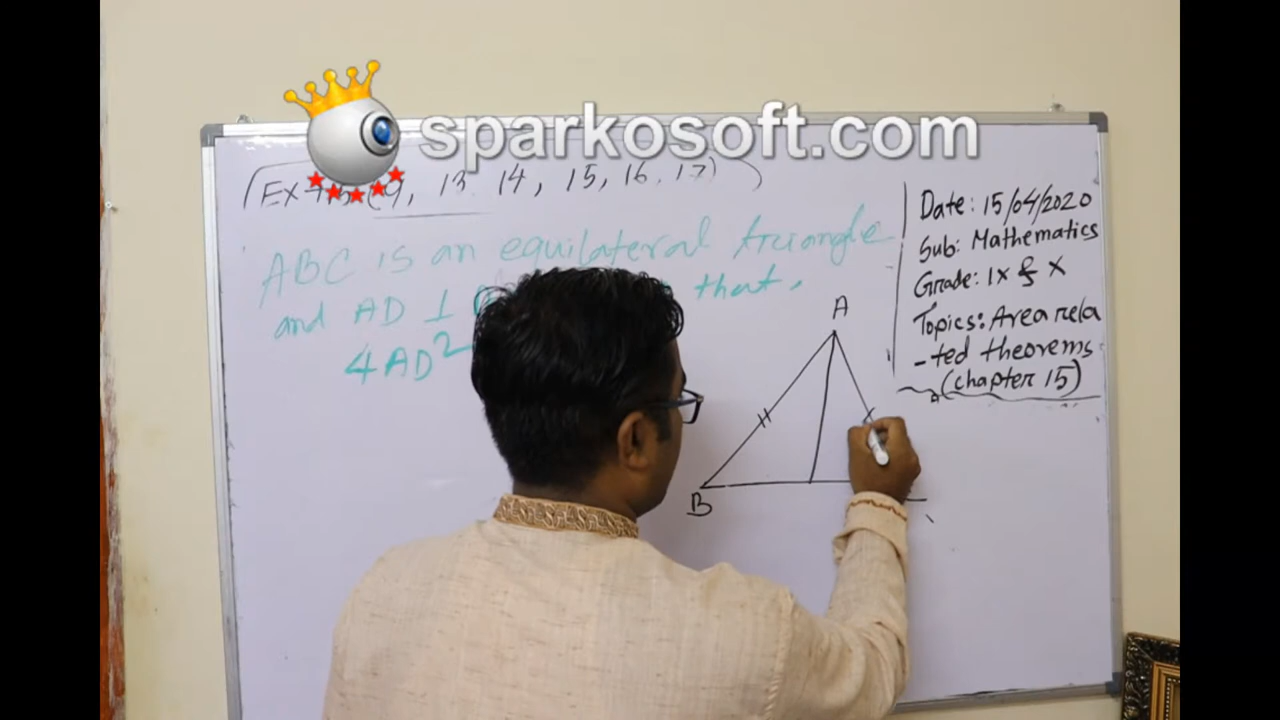 sparkosoft.com
Ex 13, 14, 15, 16, 17)
ABC is an equilateral triangle
and AD ⊥ that,
4AD²
A
B
Date: 15/04/2020
Sub: Mathematics
Grade: IX & X
Topics: Area rela
-ted theorems
(chapter 15)